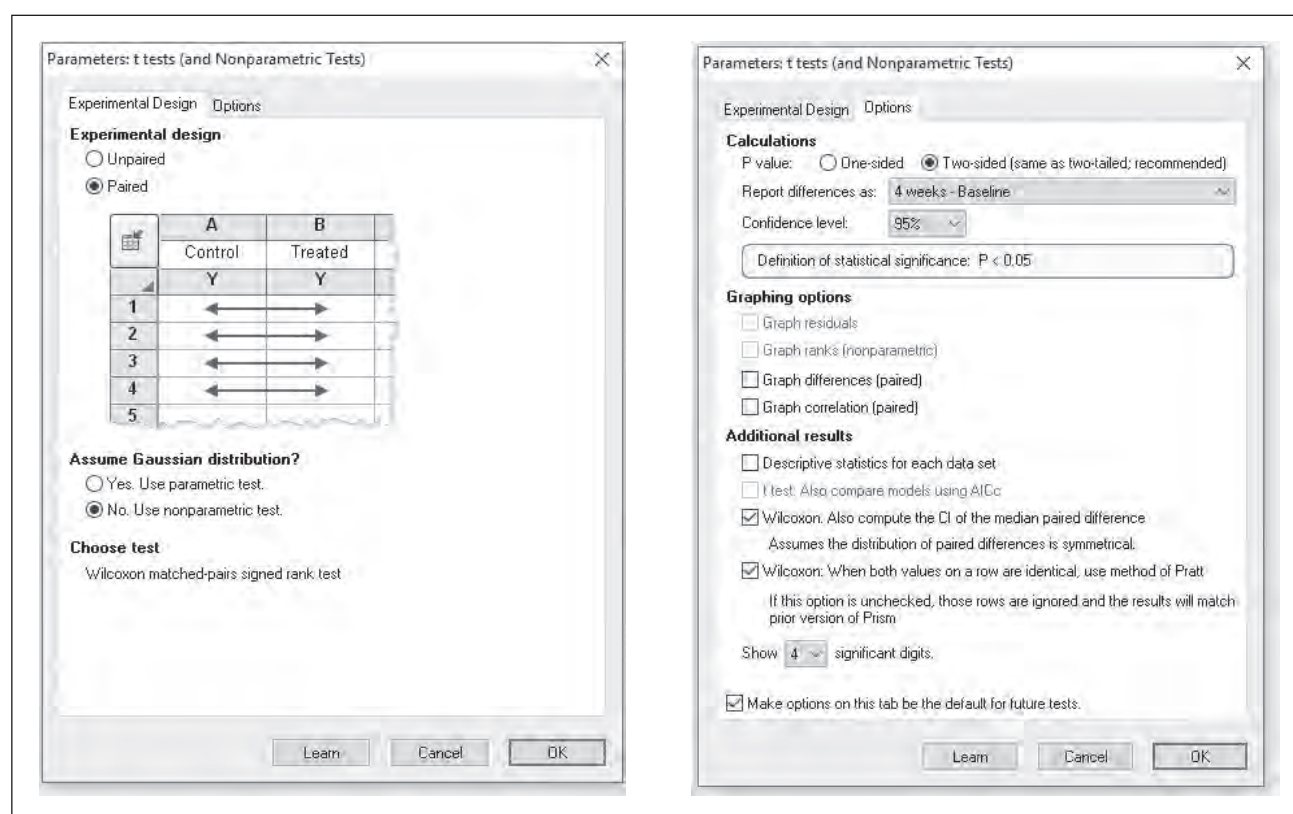 Parameters: t tests (and Nonparametric Tests)
Experimental Design Options
Experimental design
Unpaired
Paired
A B
Control Treated
Y Y
1
2
3
4
5
Assume Gaussian distribution?
Yes. Use parametric test.
No. Use nonparametric test.
Choose test
Wilcoxon matched-pairs signed rank test
Learn Cancel OK
Parameters: t tests (and Nonparametric Tests)
Experimental Design Options
Calculations
P value: One-sided Two-sided (same as two-tailed; recommended)
Report differences as: 4 weeks - Baseline
Confidence level: 95%
Definition of statistical significance: P < 0.05
Graphing options
Graph residuals
Graph ranks (nonparametric)
Graph differences (paired)
Graph correlation (paired)
Additional results
Descriptive statistics for each data set
t test. Also compare models using AICc
Wilcoxon. Also compute the CI of the median paired difference
Assumes the distribution of paired differences is symmetrical.
Wilcoxon: When both values on a row are identical, use method of Pratt
If this option is unchecked, those rows are ignored and the results will match
prior version of Prism
Show 4 significant digits.
Make options on this tab be the default for future tests.
Learn Cancel OK